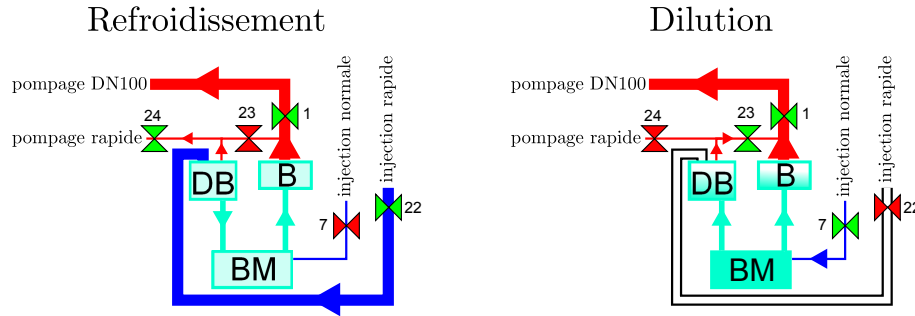 Refroidissement
pompage DN100
24
23
1
pompage rapide
injection normale
injection rapide
DB
B
7
22
BM
Dilution
pompage DN100
24
23
1
pompage rapide
injection normale
injection rapide
DB
B
7
22
BM